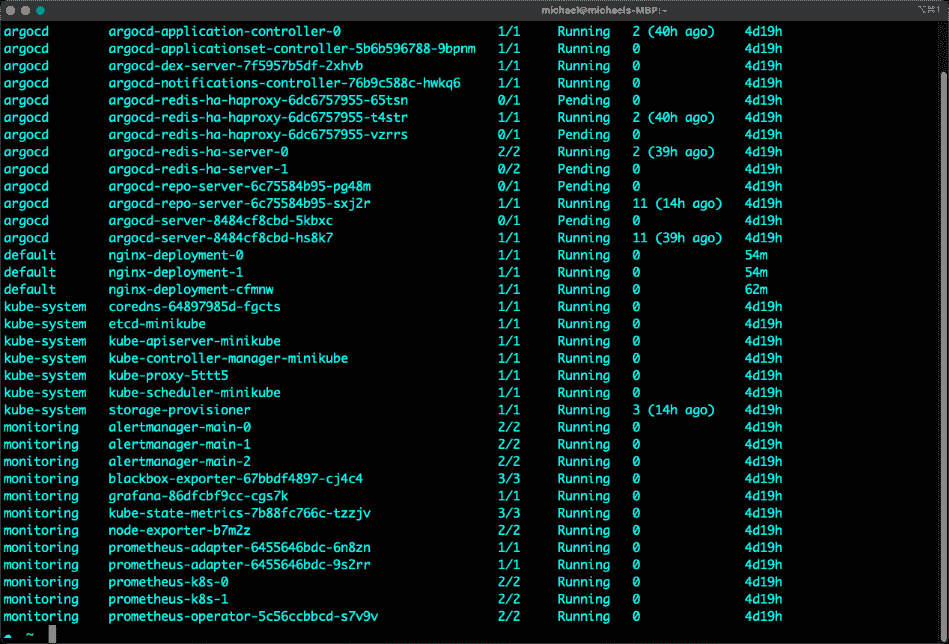 michael@michaels-MBP:~ ⌥⌘1
argocd argocd-application-controller-0 1/1 Running 2 (40h ago) 4d19h
argocd argocd-applicationset-controller-5b6b596788-9bpnm 1/1 Running 0 4d19h
argocd argocd-dex-server-7f5957b5df-2xhvb 1/1 Running 0 4d19h
argocd argocd-notifications-controller-76b9c588c-hwkq6 1/1 Running 0 4d19h
argocd argocd-redis-ha-haproxy-6dc6757955-65tsn 0/1 Pending 0 4d19h
argocd argocd-redis-ha-haproxy-6dc6757955-t4str 1/1 Running 2 (40h ago) 4d19h
argocd argocd-redis-ha-haproxy-6dc6757955-vzrrs 0/1 Pending 0 4d19h
argocd argocd-redis-ha-server-0 2/2 Running 2 (39h ago) 4d19h
argocd argocd-redis-ha-server-1 0/2 Pending 0 4d19h
argocd argocd-repo-server-6c75584b95-pg48m 0/1 Pending 0 4d19h
argocd argocd-repo-server-6c75584b95-sxj2r 1/1 Running 11 (14h ago) 4d19h
argocd argocd-server-8484cf8cbd-5kbxc 0/1 Pending 0 4d19h
argocd argocd-server-8484cf8cbd-hs8k7 1/1 Running 11 (39h ago) 4d19h
default nginx-deployment-0 1/1 Running 0 54m
default nginx-deployment-1 1/1 Running 0 54m
default nginx-deployment-cfmnw 1/1 Running 0 62m
kube-system coredns-64897985d-fgcts 1/1 Running 0 4d19h
kube-system etcd-minikube 1/1 Running 0 4d19h
kube-system kube-apiserver-minikube 1/1 Running 0 4d19h
kube-system kube-controller-manager-minikube 1/1 Running 0 4d19h
kube-system kube-proxy-5ttt5 1/1 Running 0 4d19h
kube-system kube-scheduler-minikube 1/1 Running 0 4d19h
kube-system storage-provisioner 1/1 Running 3 (14h ago) 4d19h
monitoring alertmanager-main-0 2/2 Running 0 4d19h
monitoring alertmanager-main-1 2/2 Running 0 4d19h
monitoring alertmanager-main-2 2/2 Running 0 4d19h
monitoring blackbox-exporter-67bbdf4897-cj4c4 3/3 Running 0 4d19h
monitoring grafana-86dfcbf9cc-cgs7k 1/1 Running 0 4d19h
monitoring kube-state-metrics-7b88fc766c-tzzjv 3/3 Running 0 4d19h
monitoring node-exporter-b7m2z 2/2 Running 0 4d19h
monitoring prometheus-adapter-6455646bdc-6n8zn 1/1 Running 0 4d19h
monitoring prometheus-adapter-6455646bdc-9s2rr 1/1 Running 0 4d19h
monitoring prometheus-k8s-0 2/2 Running 0 4d19h
monitoring prometheus-k8s-1 2/2 Running 0 4d19h
monitoring prometheus-operator-5c56ccbbcd-s7v9v 2/2 Running 0 4d19h
~